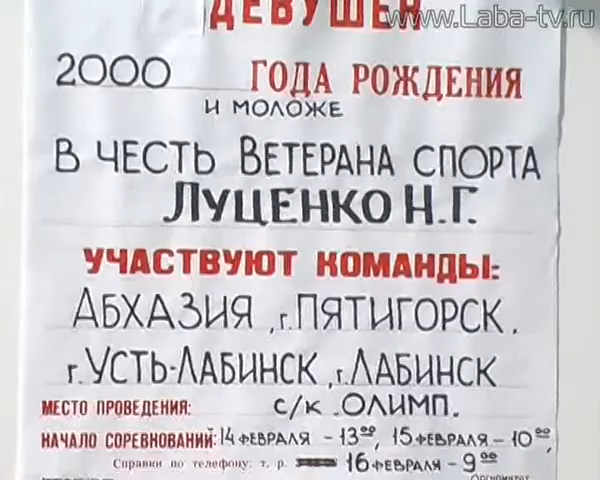 www.Laba-tv.ru
ДЕВУШЕК
2000 ГОДА РОЖДЕНИЯ
И МОЛОЖЕ
В ЧЕСТЬ ВЕТЕРАНА СПОРТА
ЛУЦЕНКО Н.Г.
УЧАСТВУЮТ КОМАНДЫ:
АБХАЗИЯ, г. ПЯТИГОРСК,
г. УСТЬ-ЛАБИНСК, г. ЛАБИНСК
МЕСТО ПРОВЕДЕНИЯ: С/К „ОЛИМП"
НАЧАЛО СОРЕВНОВАНИЙ: 14 ФЕВРАЛЯ - 13⁰⁰, 15 ФЕВРАЛЯ - 10⁰⁰,
Справки по телефону: т. р. 16 ФЕВРАЛЯ - 9⁰⁰